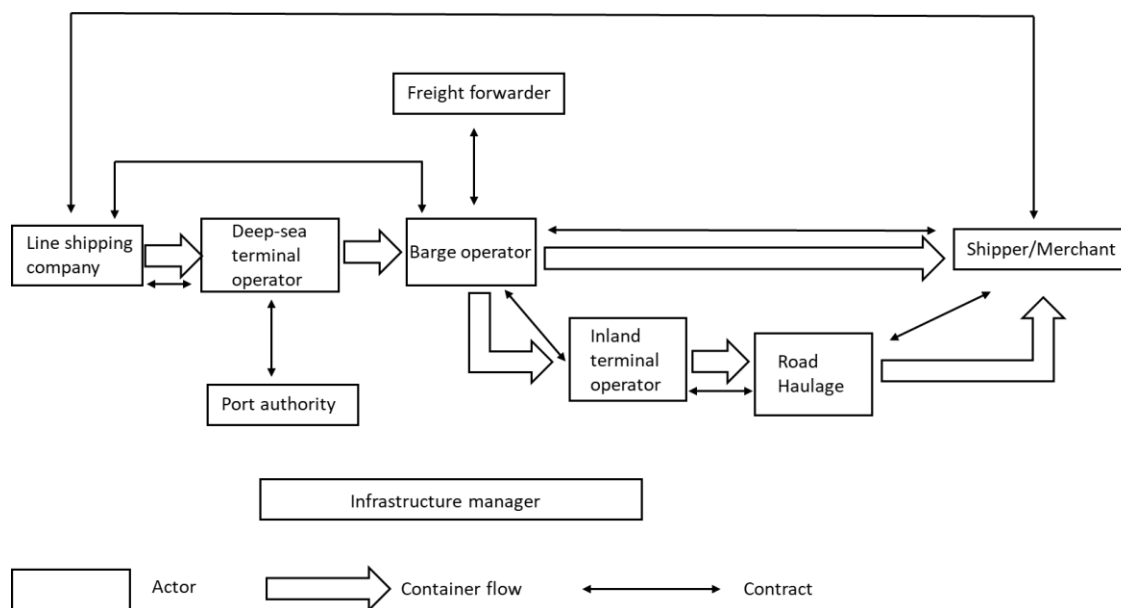 Freight forwarder
Line shipping
company
Deep-sea
terminal
operator
Barge operator
Shipper/Merchant
Inland
terminal
operator
Road
Haulage
Port authority
Infrastructure manager
Actor
Container flow
Contract